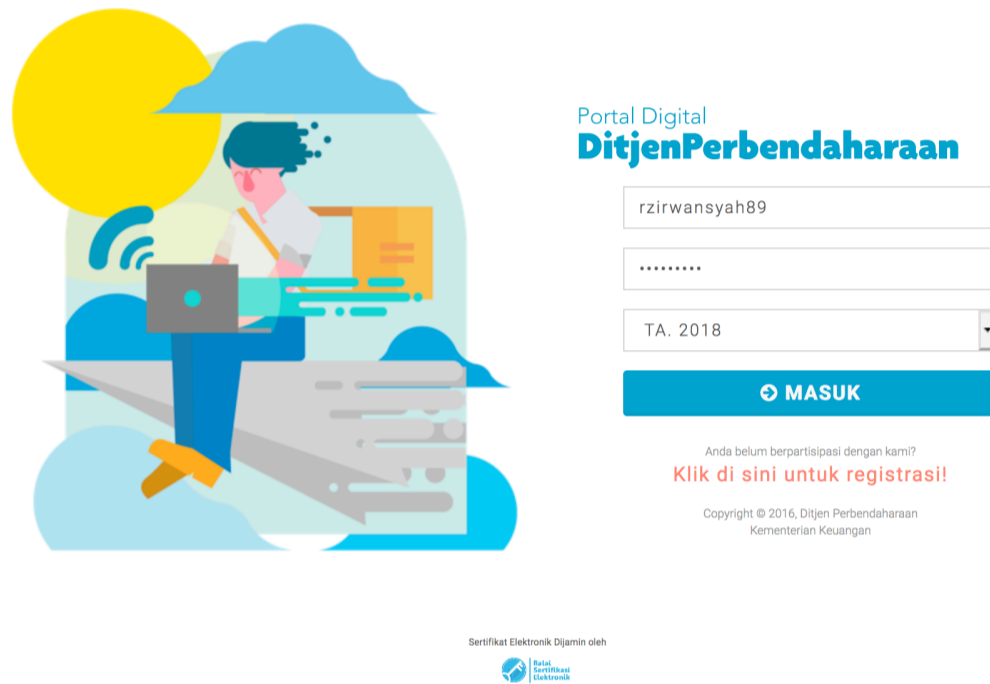 Portal Digital
DitjenPerbendaharaan
rzirwansyah89
•••••••••
TA. 2018
MASUK
Anda belum berpartisipasi dengan kami?
Klik di sini untuk registrasi!
Copyright © 2016, Ditjen Perbendaharaan
Kementerian Keuangan
Sertifikat Elektronik Dijamin oleh
Balai
Sertifikasi
Elektronik